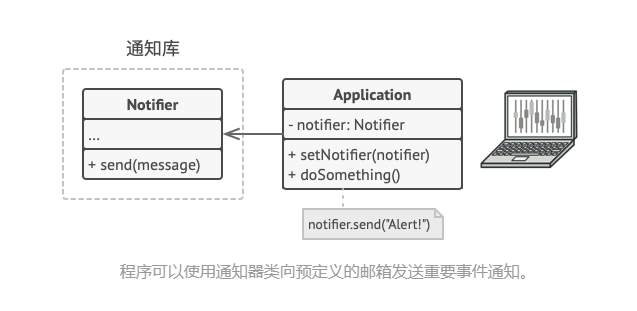 通知库
Notifier
...
+ send(message)
Application
- notifier: Notifier
+ setNotifier(notifier)
+ doSomething()
notifier.send("Alert!")
程序可以使用通知器类向预定义的邮箱发送重要事件通知。